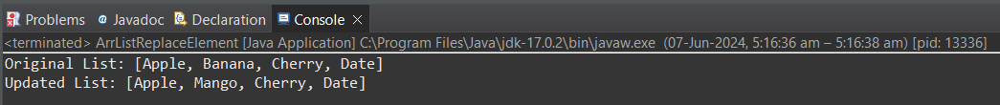 Problems @ Javadoc Declaration Console
<terminated> ArrListReplaceElement [Java Application] C:\Program Files\Java\jdk-17.0.2\bin\javaw.exe (07-Jun-2024, 5:16:36 am – 5:16:38 am) [pid: 13336]
Original List: [Apple, Banana, Cherry, Date]
Updated List: [Apple, Mango, Cherry, Date]